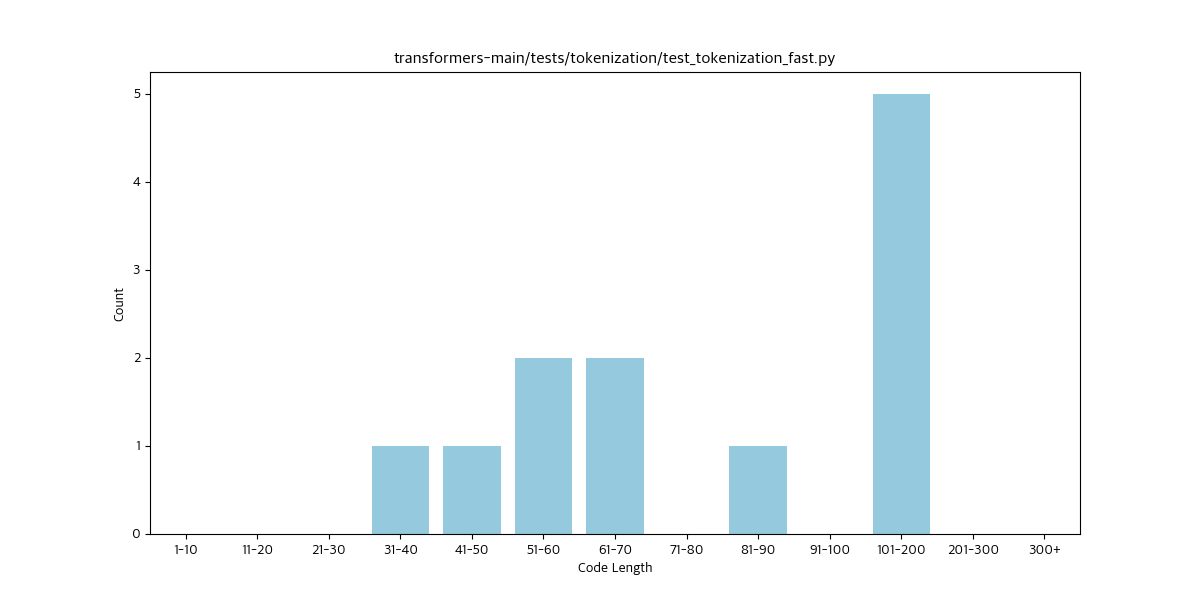 transformers-main/tests/tokenization/test_tokenization_fast.py
5
4
3
2
1
0
Count
1-10 11-20 21-30 31-40 41-50 51-60 61-70 71-80 81-90 91-100 101-200 201-300 300+
Code Length